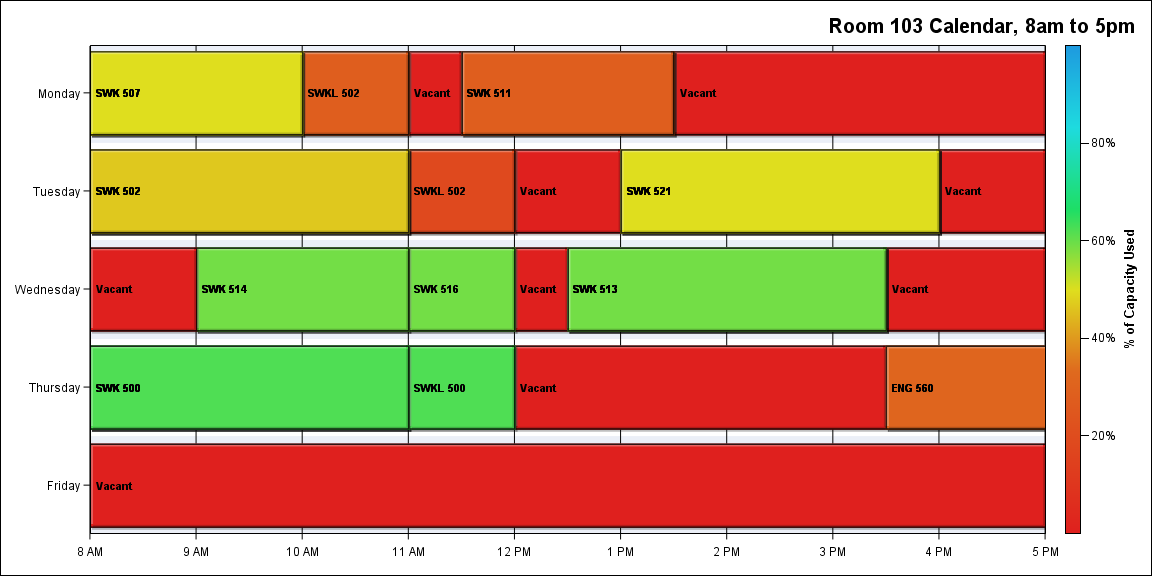 Room 103 Calendar, 8am to 5pm
Monday
SWK 507
SWKL 502
Vacant
SWK 511
Vacant
Tuesday
SWK 502
SWKL 502
Vacant
SWK 521
Vacant
Wednesday
Vacant
SWK 514
SWK 516
Vacant
SWK 513
Vacant
Thursday
SWK 500
SWKL 500
Vacant
ENG 560
Friday
Vacant
8 AM
9 AM
10 AM
11 AM
12 PM
1 PM
2 PM
3 PM
4 PM
5 PM
80%
60%
40%
20%
% of Capacity Used